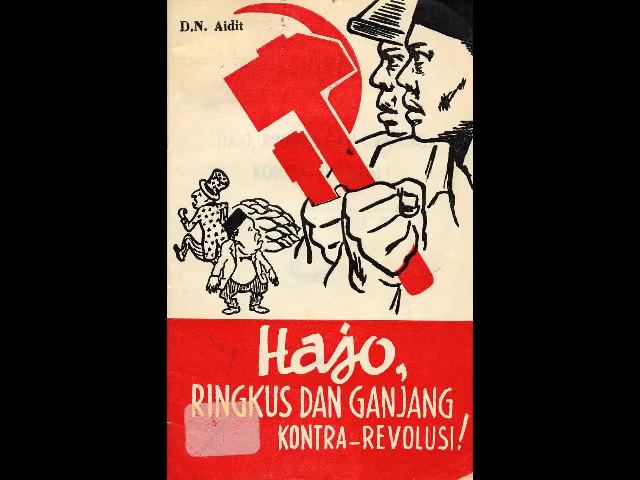 D.N. Aidit
Hajo,
RINGKUS DAN GANJANG
KONTRA-REVOLUSI!